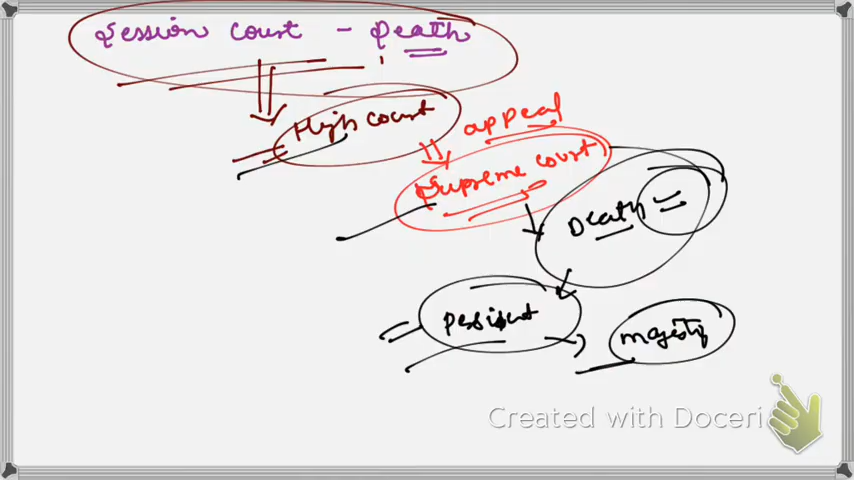 Session court - Death
High court
appeal
Supreme court
Death
President
majesty
Created with Doceri